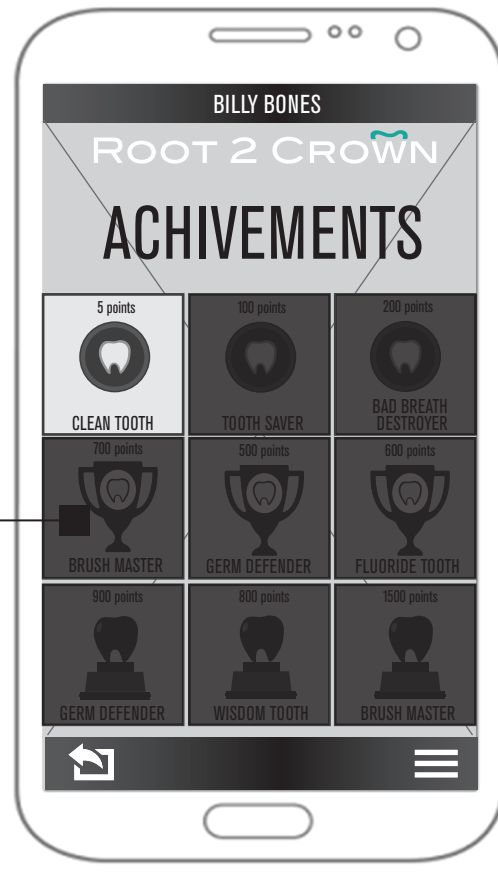 BILLY BONES
ROOT 2 CROWN
ACHIVEMENTS
5 points
CLEAN TOOTH
100 points
TOOTH SAVER
200 points
BAD BREATH
DESTROYER
700 points
BRUSH MASTER
500 points
GERM DEFENDER
600 points
FLUORIDE TOOTH
900 points
GERM DEFENDER
800 points
WISDOM TOOTH
1500 points
BRUSH MASTER